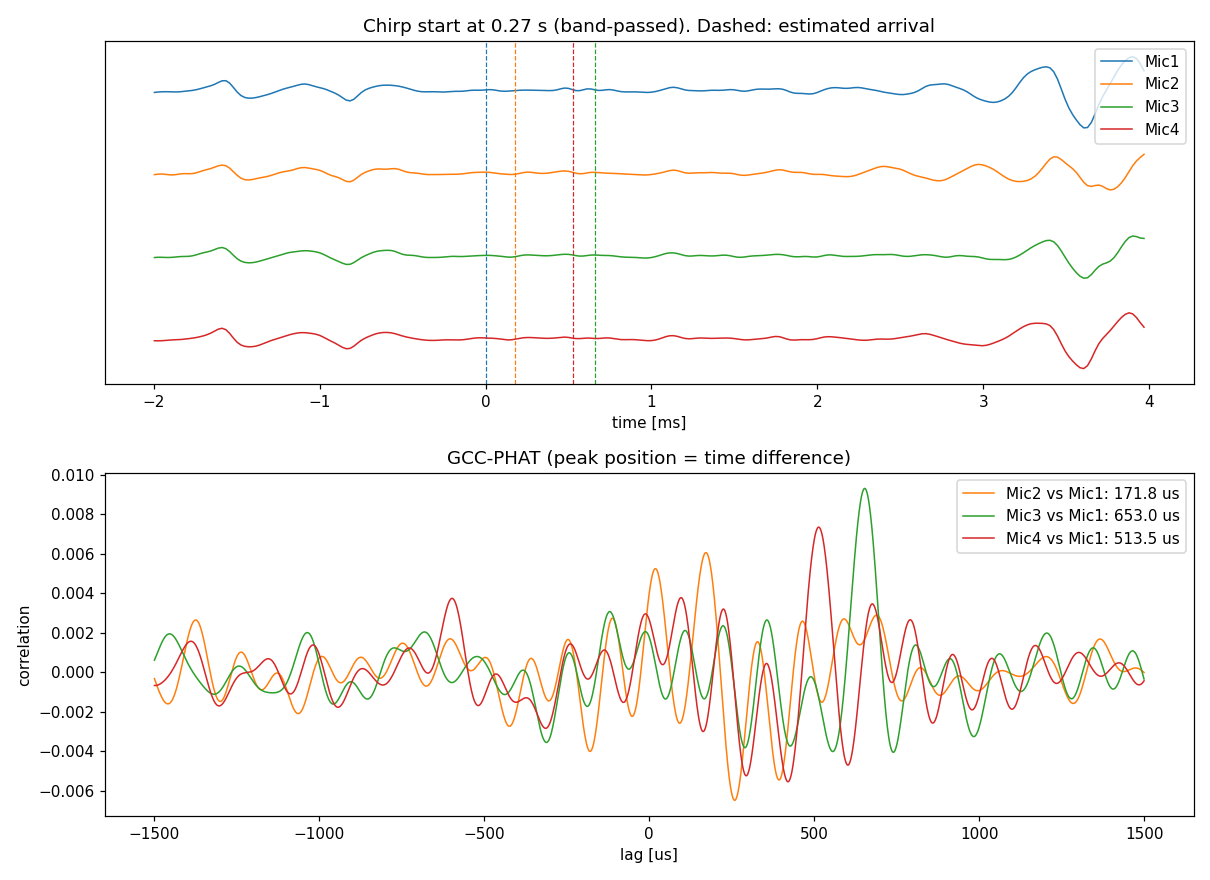 Chirp start at 0.27 s (band-passed). Dashed: estimated arrival
Mic1
Mic2
Mic3
Mic4
−2 −1 0 1 2 3 4
time [ms]
GCC-PHAT (peak position = time difference)
0.010
0.008
0.006
0.004
0.002
0.000
−0.002
−0.004
−0.006
correlation
Mic2 vs Mic1: 171.8 us
Mic3 vs Mic1: 653.0 us
Mic4 vs Mic1: 513.5 us
−1500 −1000 −500 0 500 1000 1500
lag [us]